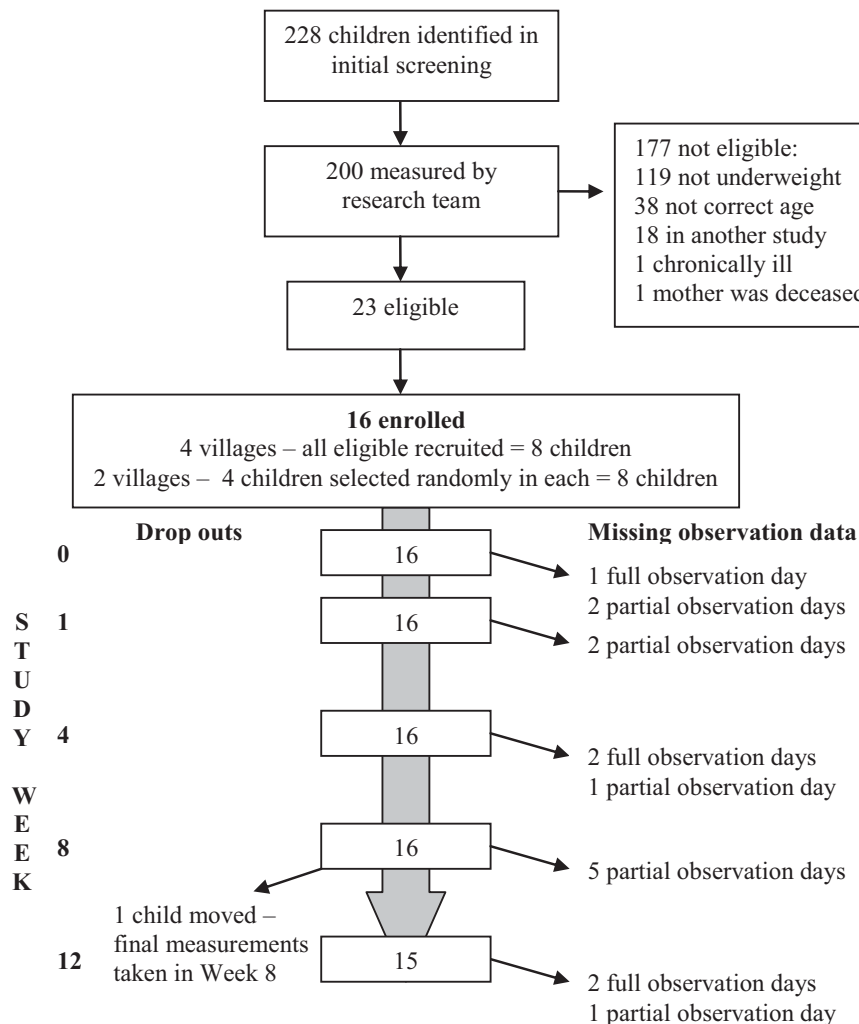 228 children identified in
initial screening
200 measured by
research team
177 not eligible:
119 not underweight
38 not correct age
18 in another study
1 chronically ill
1 mother was deceased
23 eligible
16 enrolled
4 villages – all eligible recruited = 8 children
2 villages – 4 children selected randomly in each = 8 children
Drop outs
Missing observation data
STUDY WEEK
0
16
1 full observation day
2 partial observation days
1
16
2 partial observation days
4
16
2 full observation days
1 partial observation day
8
16
5 partial observation days
1 child moved –
final measurements
taken in Week 8
12
15
2 full observation days
1 partial observation day